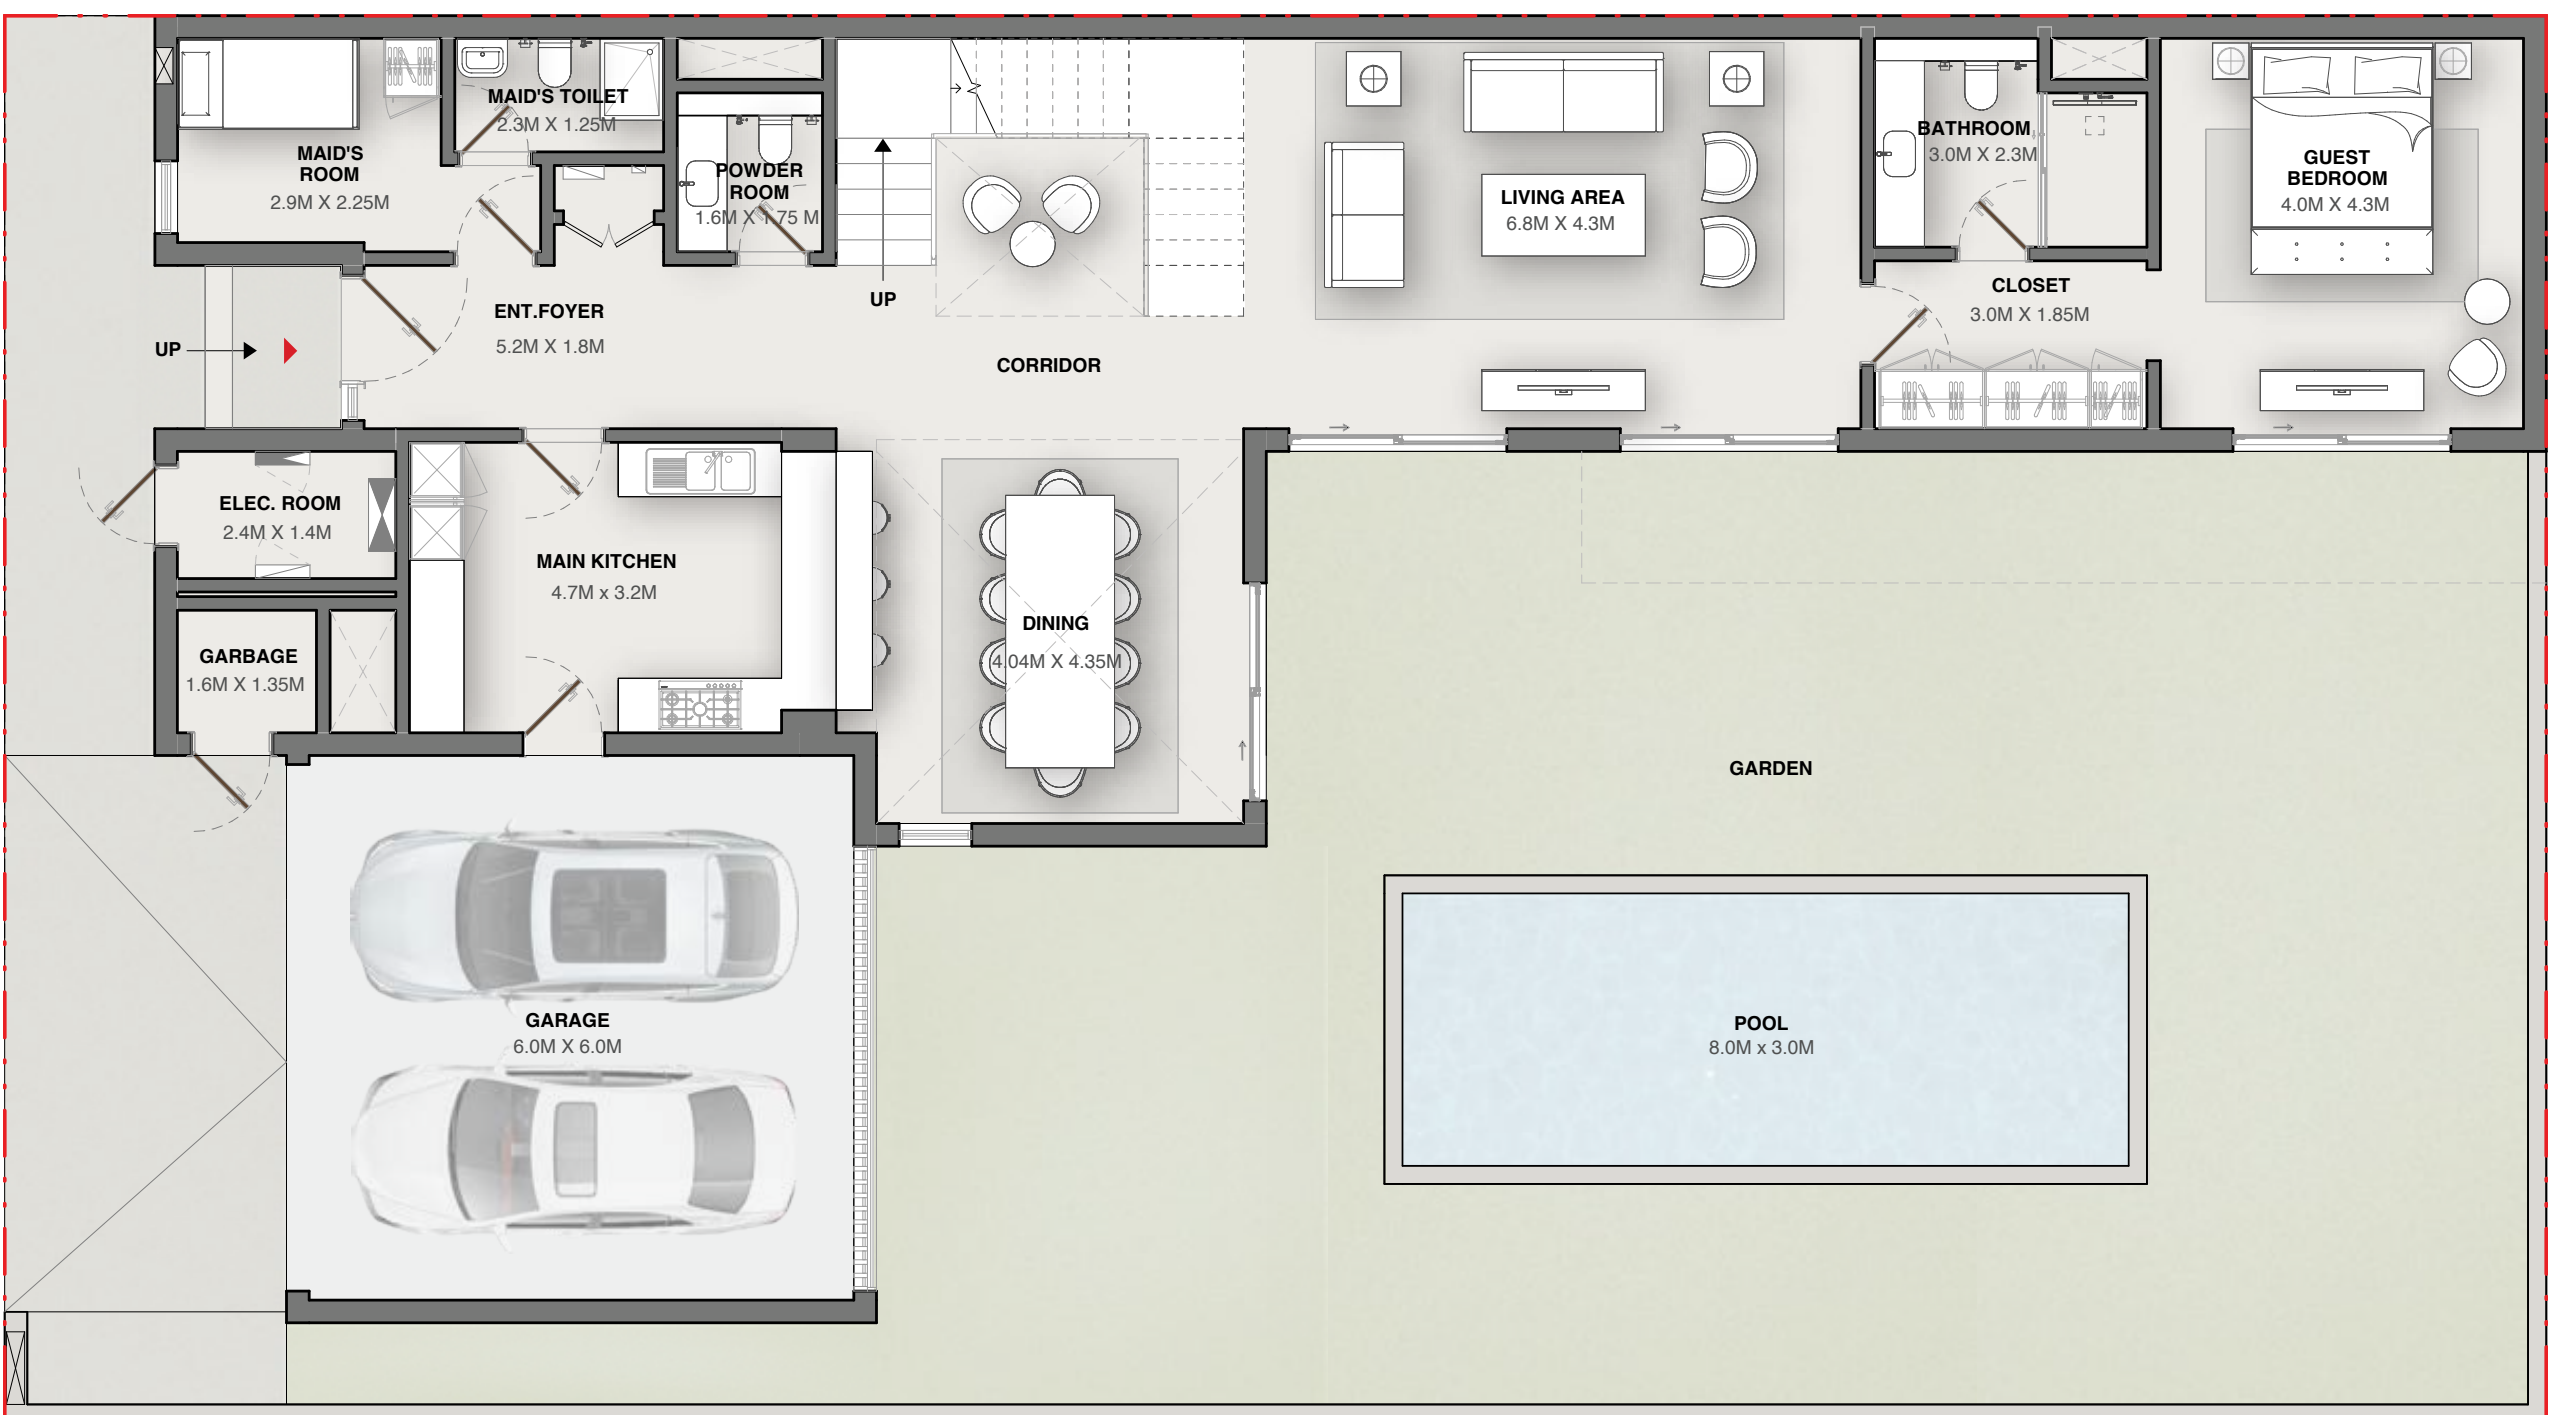 MAID'S
ROOM
2.9M X 2.25M
MAID'S TOILET
2.3M X 1.25M
POWDER
ROOM
1.6M X 1.75 M
UP
LIVING AREA
6.8M X 4.3M
BATHROOM
3.0M X 2.3M
GUEST
BEDROOM
4.0M X 4.3M
CLOSET
3.0M X 1.85M
UP
ENT.FOYER
5.2M X 1.8M
CORRIDOR
ELEC. ROOM
2.4M X 1.4M
MAIN KITCHEN
4.7M x 3.2M
DINING
4.04M X 4.35M
GARBAGE
1.6M X 1.35M
GARDEN
GARAGE
6.0M X 6.0M
POOL
8.0M x 3.0M